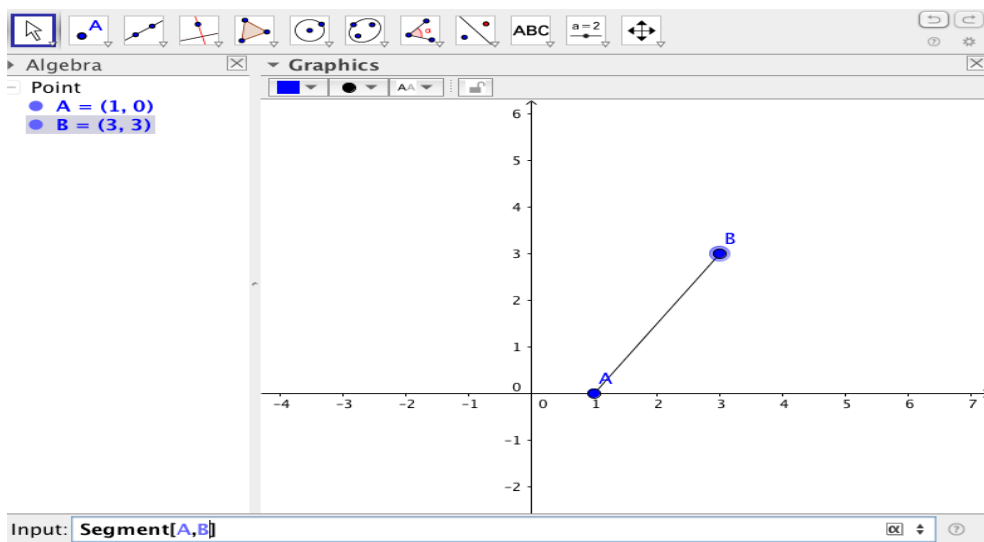 A α ABC a=2
Algebra Graphics
Point
A = (1, 0)
B = (3, 3)
AA
6
5
4
B
3
2
1
A
0
-4 -3 -2 -1 0 1 2 3 4 5 6 7
-1
-2
Input: Segment[A,B] α ?